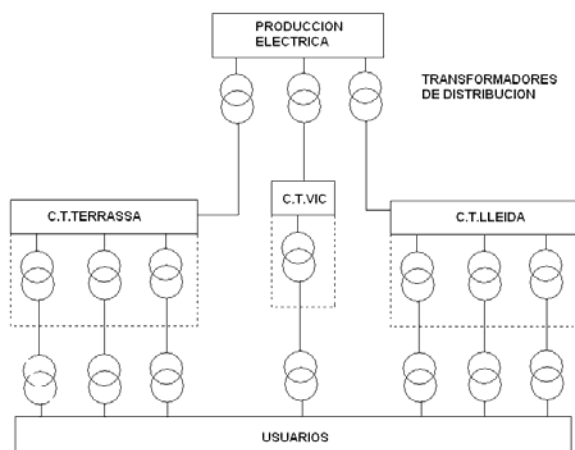 PRODUCCION
ELECTRICA
TRANSFORMADORES
DE DISTRIBUCION
C.T.VIC
C.T.TERRASSA
C.T.LLEIDA
USUARIOS